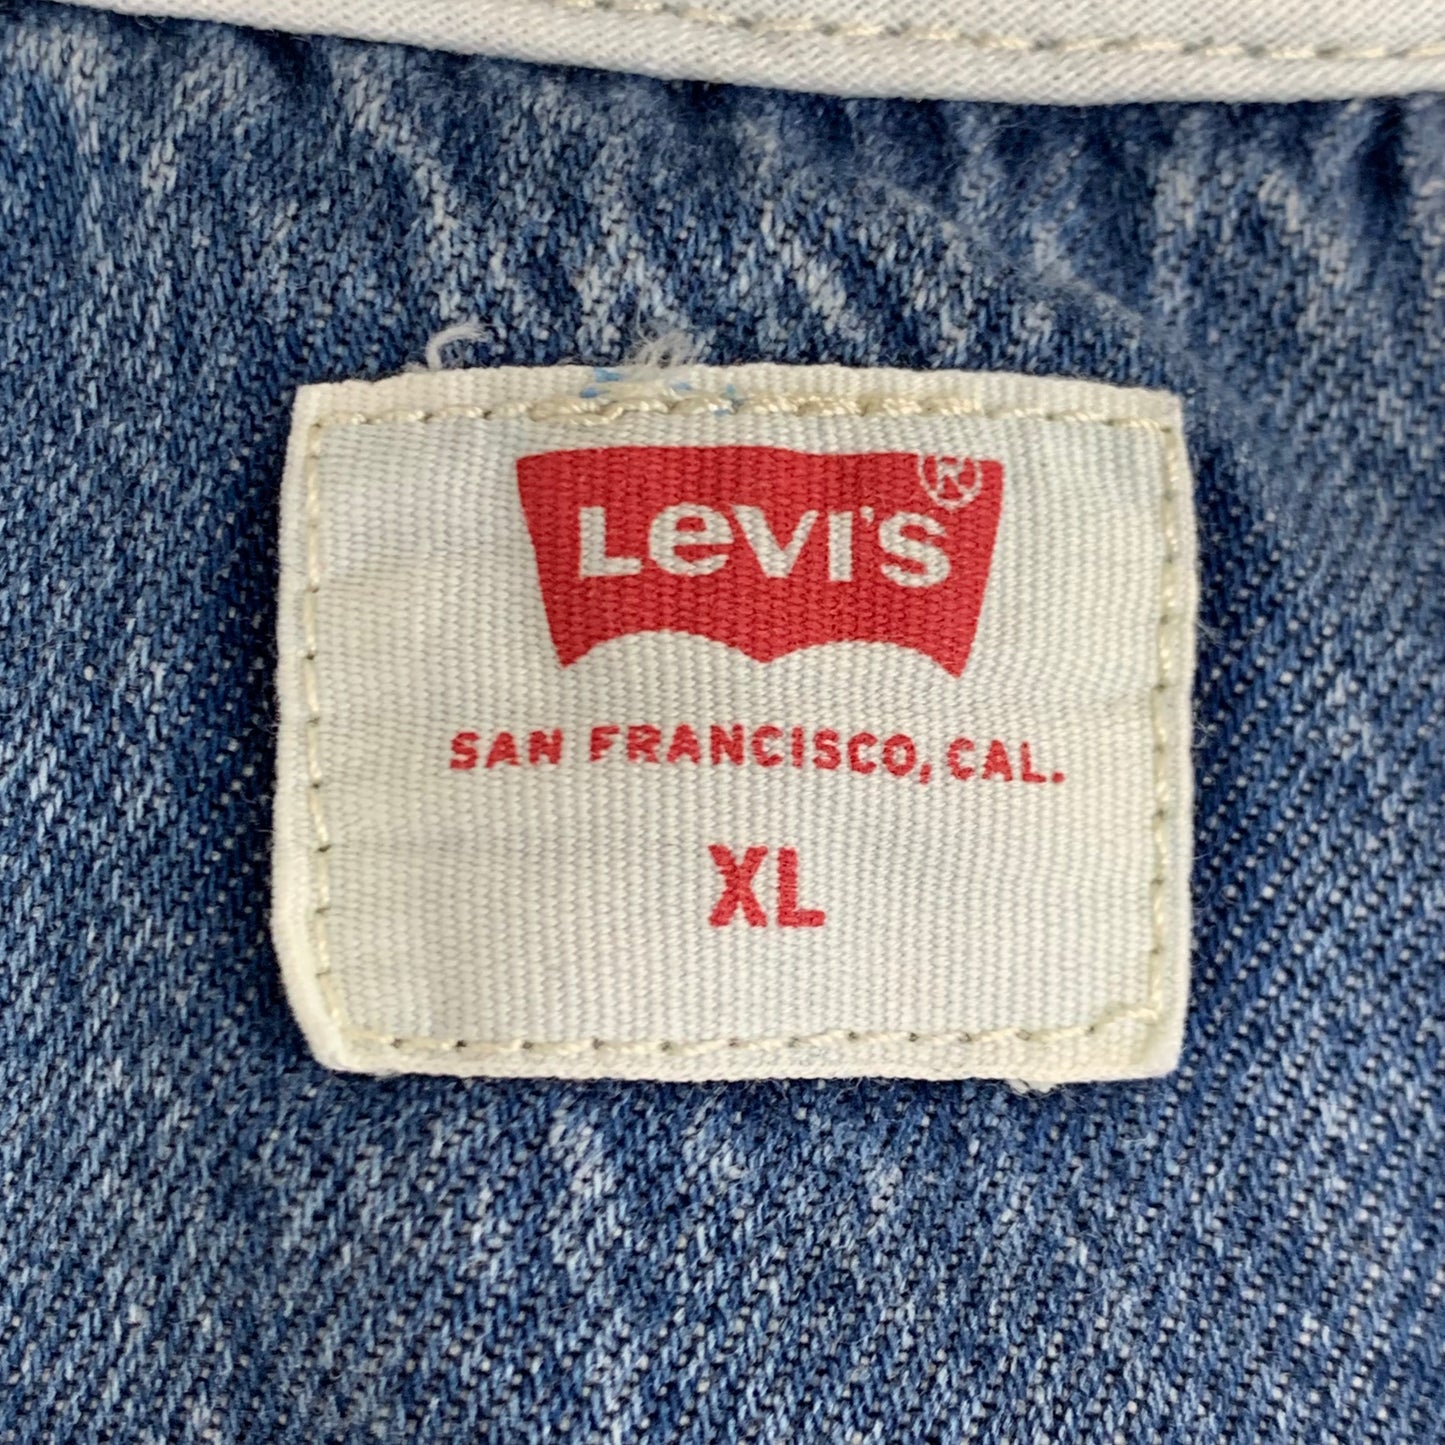 Levi's®
SAN FRANCISCO, CAL.
XL